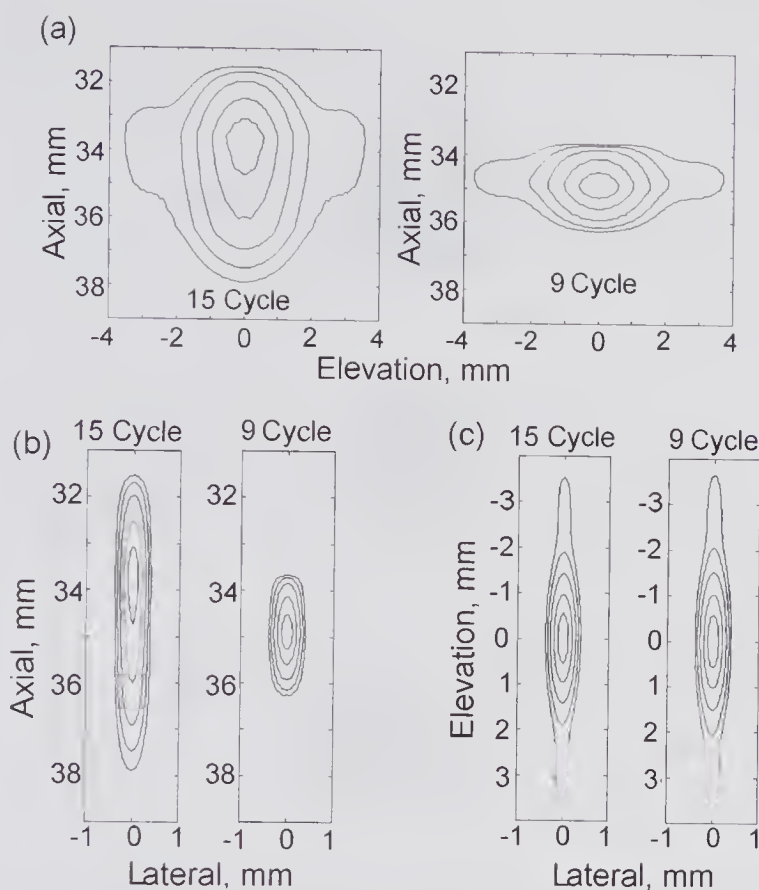 (a)
32
34
36
38
Axial, mm
15 Cycle
-4 -2 0 2 4
32
34
36
38
Axial, mm
9 Cycle
-4 -2 0 2 4
Elevation, mm
(b)
15 Cycle
9 Cycle
32
34
36
38
Axial, mm
-1 0 1
32
34
36
38
-1 0 1
Lateral, mm
(c)
15 Cycle
9 Cycle
-3
-2
-1
0
1
2
3
Elevation, mm
-1 0 1
-3
-2
-1
0
1
2
3
-1 0 1
Lateral, mm